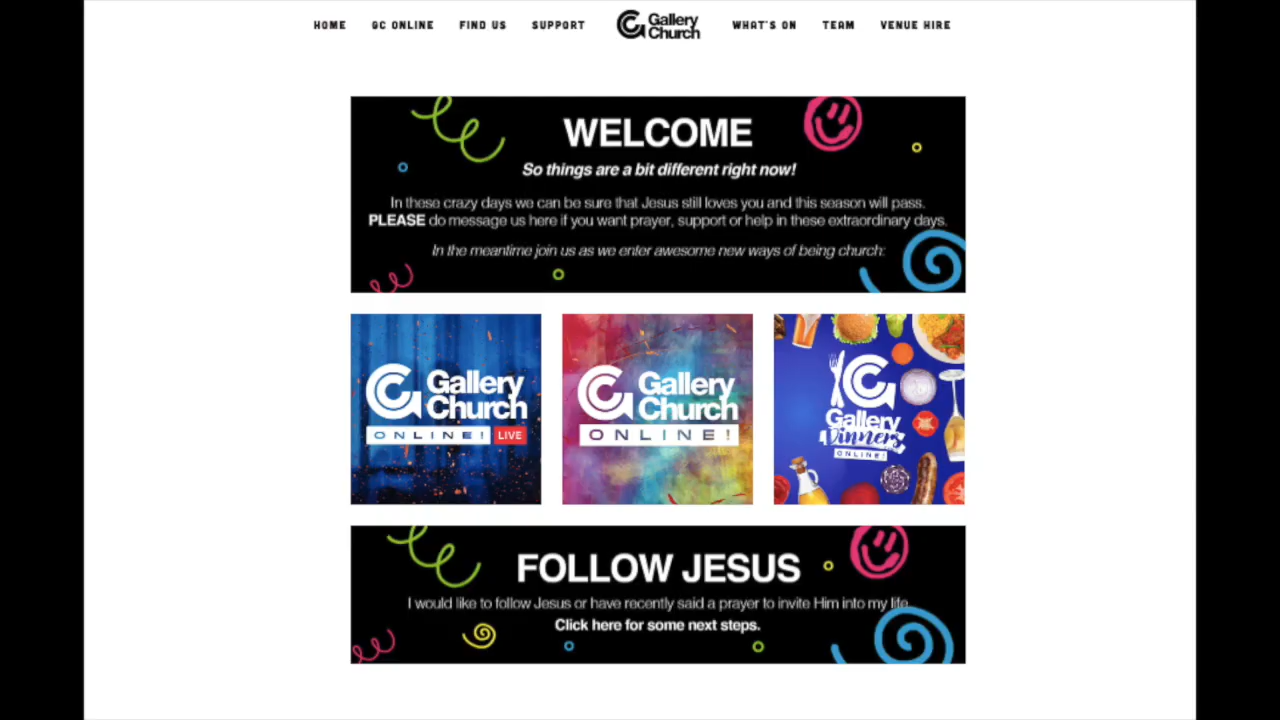 HOME GC ONLINE FIND US SUPPORT Gallery Church WHAT'S ON TEAM VENUE HIRE
WELCOME
So things are a bit different right now!
In these crazy days we can be sure that Jesus still loves you and this season will pass.
PLEASE do message us here if you want prayer, support or help in these extraordinary days.
In the meantime join us as we enter awesome new ways of being church:
Gallery
Church
ONLINE! LIVE
Gallery
Church
ONLINE!
Gallery
Dinners
ONLINE!
FOLLOW JESUS
I would like to follow Jesus or have recently said a prayer to invite Him into my life.
Click here for some next steps.